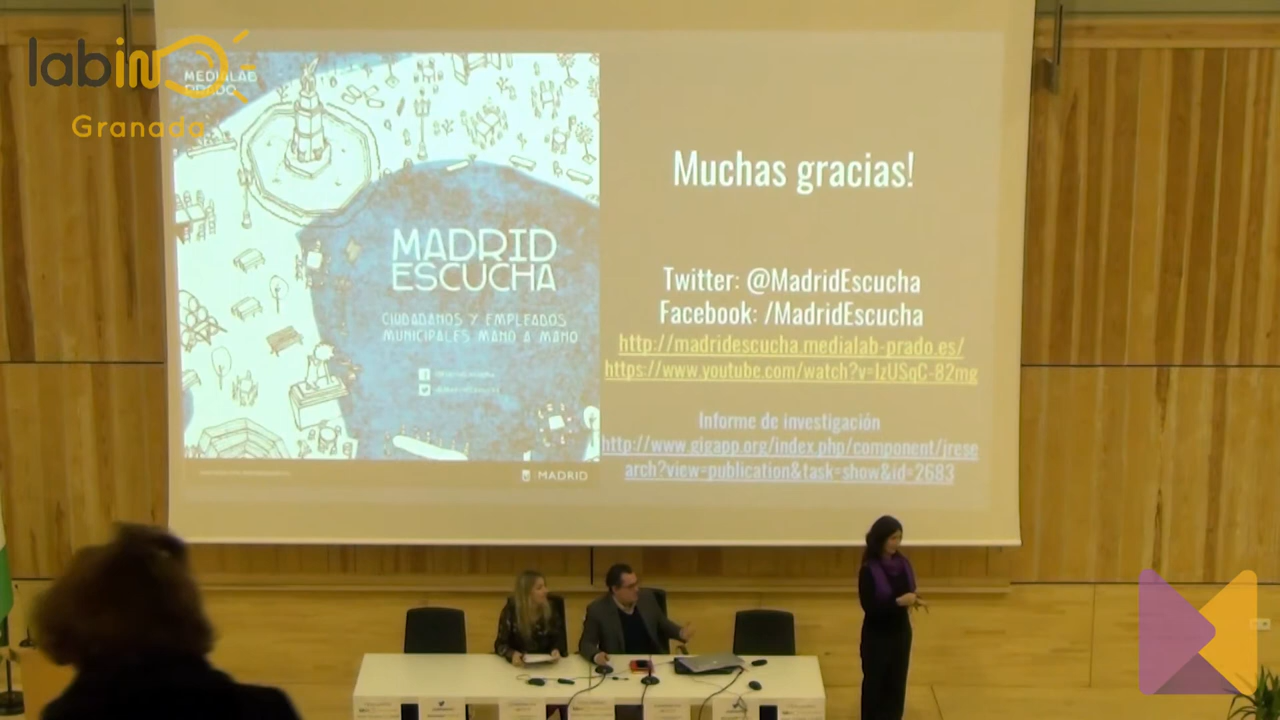 labin
Granada
MEDIALAB
PRADO
MADRID
ESCUCHA
CIUDADANOS Y EMPLEADOS
MUNICIPALES MANO A MANO
MADRID
Muchas gracias!
Twitter: @MadridEscucha
Facebook: /MadridEscucha
http://madridescucha.medialab-prado.es/
https://www.youtube.com/watch?v=IzUSqC-82mg
Informe de investigación
http://www.gigapp.org/index.php/component/jrese
arch?view=publication&task=show&id=2683